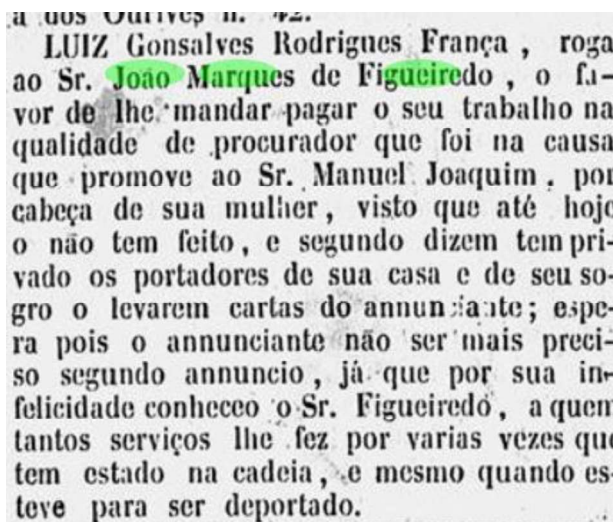 a dos Ourives n. 42.
LUIZ Gonsalves Rodrigues França, roga
ao Sr. João Marques de Figueiredo, o fa-
vor de lhe mandar pagar o seu trabalho na
qualidade de procurador que foi na causa
que promove ao Sr. Manuel Joaquim, por
cabeça de sua mulher, visto que até hoje
o não tem feito, e segundo dizem tem pri-
vado os portadores de sua casa e de seu so-
gro o levarem cartas do annunciante; espe-
ra pois o annunciante não ser mais preci-
so segundo annuncio, já que por sua in-
felicidade conheceo o Sr. Figueiredo, a quem
tantos serviços lhe fez por varias vezes que
tem estado na cadeia, e mesmo quando es-
teve para ser deportado.